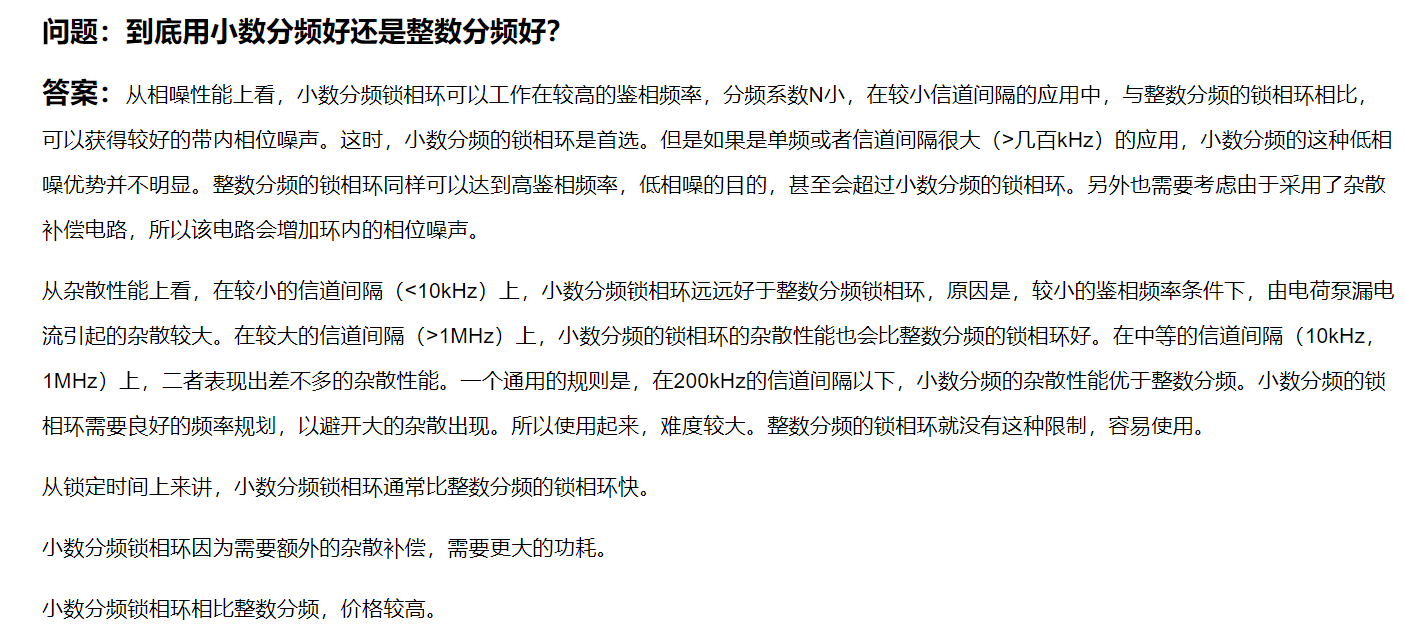 问题：到底用小数分频好还是整数分频好？
答案：从相噪性能上看，小数分频锁相环可以工作在较高的鉴相频率，分频系数N小，在较小信道间隔的应用中，与整数分频的锁相环相比，
可以获得较好的带内相位噪声。这时，小数分频的锁相环是首选。但是如果是单频或者信道间隔很大（>几百kHz）的应用，小数分频的这种低相
噪优势并不明显。整数分频的锁相环同样可以达到高鉴相频率，低相噪的目的，甚至会超过小数分频的锁相环。另外也需要考虑由于采用了杂散
补偿电路，所以该电路会增加环内的相位噪声。
从杂散性能上看，在较小的信道间隔（<10kHz）上，小数分频锁相环远远好于整数分频锁相环，原因是，较小的鉴相频率条件下，由电荷泵漏电
流引起的杂散较大。在较大的信道间隔（>1MHz）上，小数分频的锁相环的杂散性能也会比整数分频的锁相环好。在中等的信道间隔（10kHz，
1MHz）上，二者表现出差不多的杂散性能。一个通用的规则是，在200kHz的信道间隔以下，小数分频的杂散性能优于整数分频。小数分频的锁
相环需要良好的频率规划，以避开大的杂散出现。所以使用起来，难度较大。整数分频的锁相环就没有这种限制，容易使用。
从锁定时间上来讲，小数分频锁相环通常比整数分频的锁相环快。
小数分频锁相环因为需要额外的杂散补偿，需要更大的功耗。
小数分频锁相环相比整数分频，价格较高。